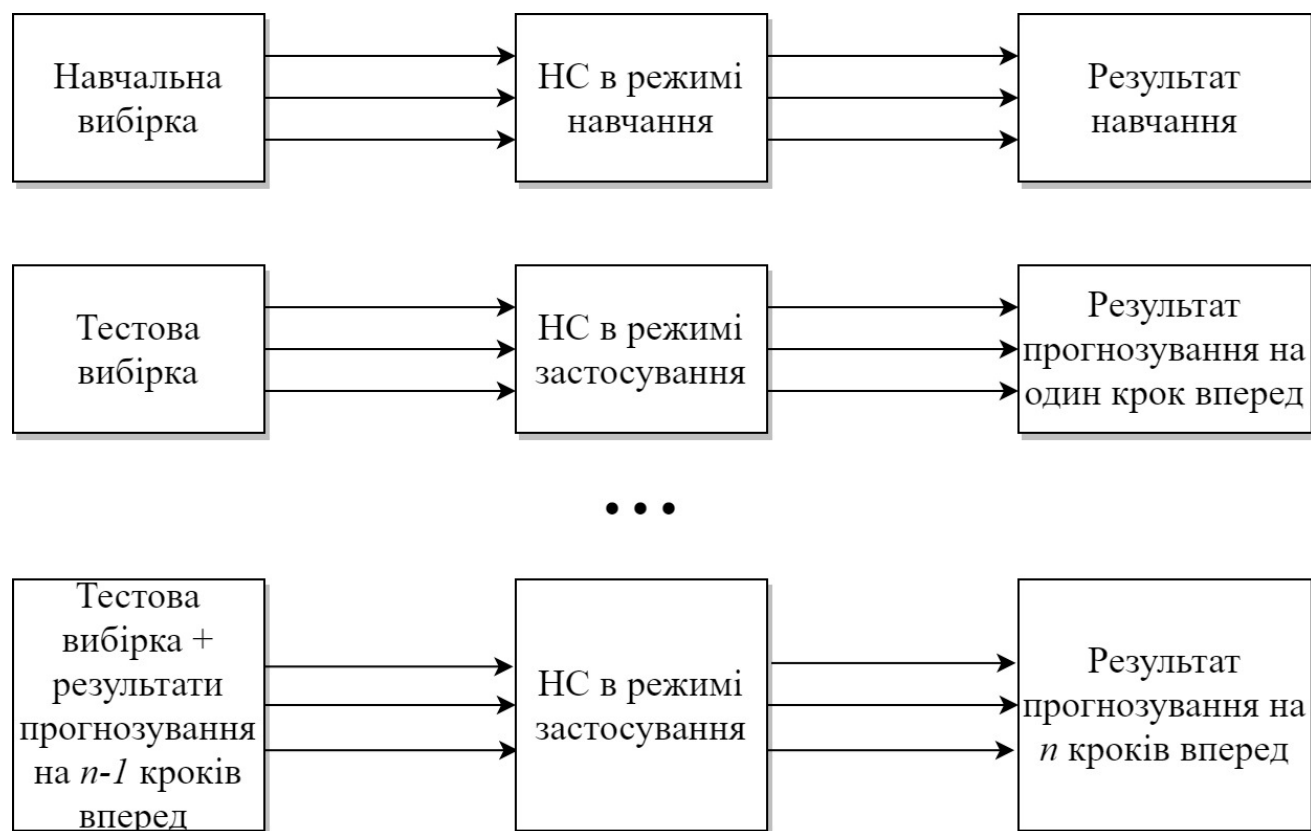 Навчальна
вибірка
НС в режимі
навчання
Результат
навчання
Тестова
вибірка
НС в режимі
застосування
Результат
прогнозування на
один крок вперед
Тестова
вибірка +
результати
прогнозування
на n-1 кроків
вперед
НС в режимі
застосування
Результат
прогнозування на
n кроків вперед